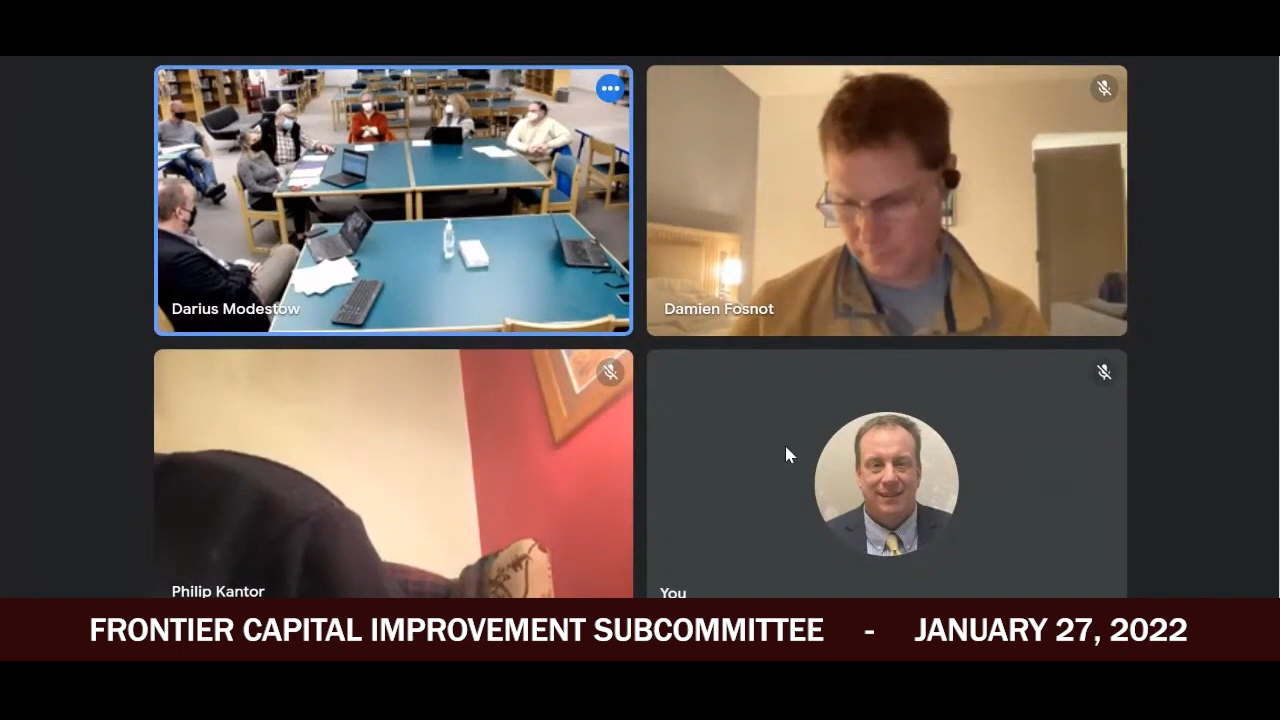 Darius Modestow
Damien Fosnot
Philip Kantor
You
FRONTIER CAPITAL IMPROVEMENT SUBCOMMITTEE - JANUARY 27, 2022